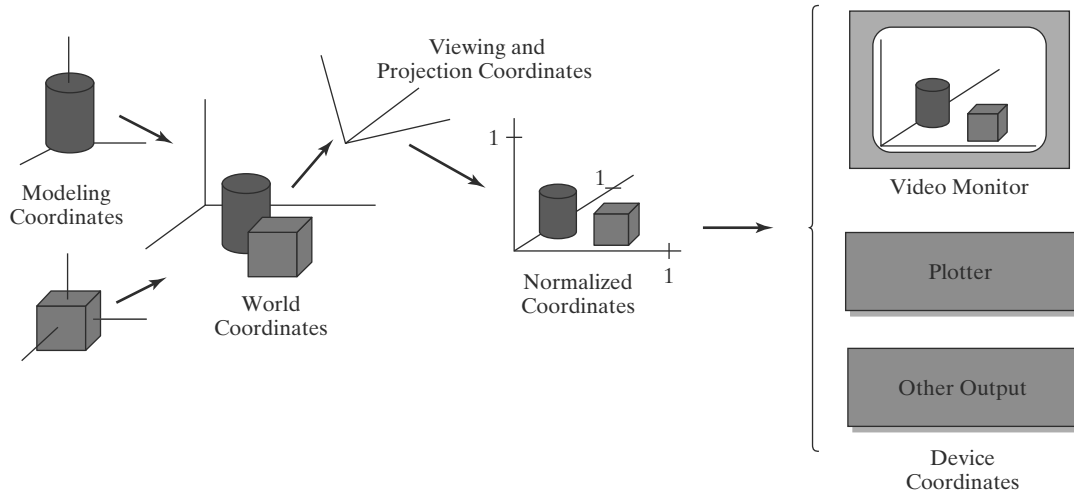 Viewing and
Projection Coordinates
Modeling
Coordinates
World
Coordinates
1
1
1
Normalized
Coordinates
Video Monitor
Plotter
Other Output
Device
Coordinates